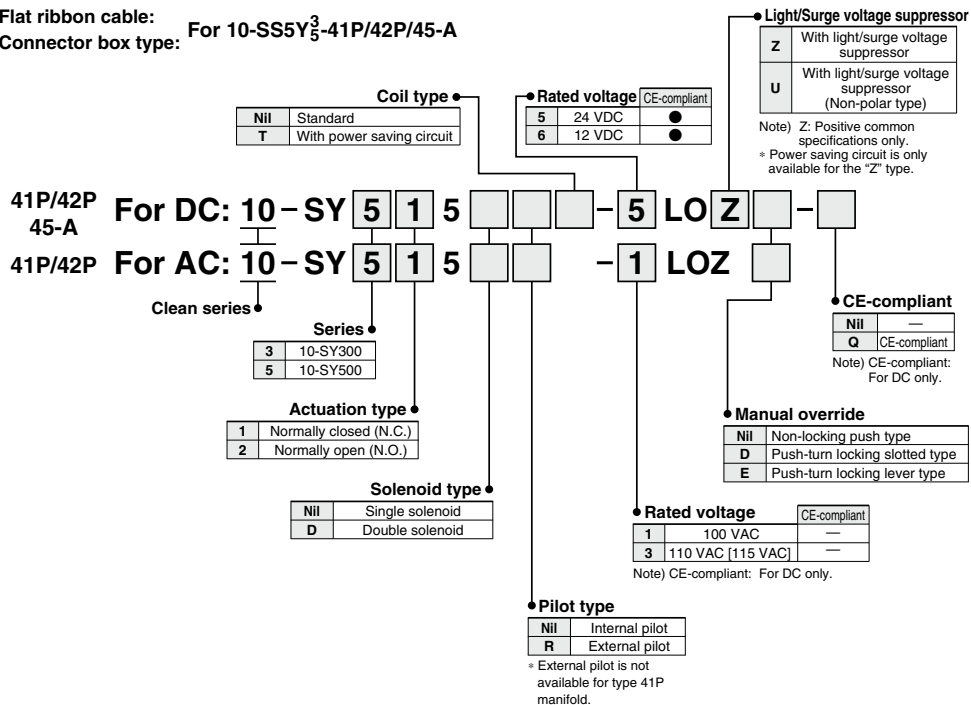 Flat ribbon cable:
Connector box type:
For 10-SS5Y3/5-41P/42P/45-A
Light/Surge voltage suppressor
Z With light/surge voltage
suppressor
U With light/surge voltage
suppressor
(Non-polar type)
Note) Z: Positive common
specifications only.
* Power saving circuit is only
available for the “Z” type.
Coil type
Nil Standard
T With power saving circuit
Rated voltage CE-compliant
5 24 VDC ●
6 12 VDC ●
41P/42P
45-A
For DC: 10 – SY 5 1 5 – 5 LO Z –
41P/42P For AC: 10 – SY 5 1 5 – 1 LOZ
Clean series
Series
3 10-SY300
5 10-SY500
Actuation type
1 Normally closed (N.C.)
2 Normally open (N.O.)
Solenoid type
Nil Single solenoid
D Double solenoid
CE-compliant
Nil —
Q CE-compliant
Note) CE-compliant:
For DC only.
Manual override
Nil Non-locking push type
D Push-turn locking slotted type
E Push-turn locking lever type
Rated voltage CE-compliant
1 100 VAC —
3 110 VAC [115 VAC] —
Note) CE-compliant: For DC only.
Pilot type
Nil Internal pilot
R External pilot
* External pilot is not
available for type 41P
manifold.